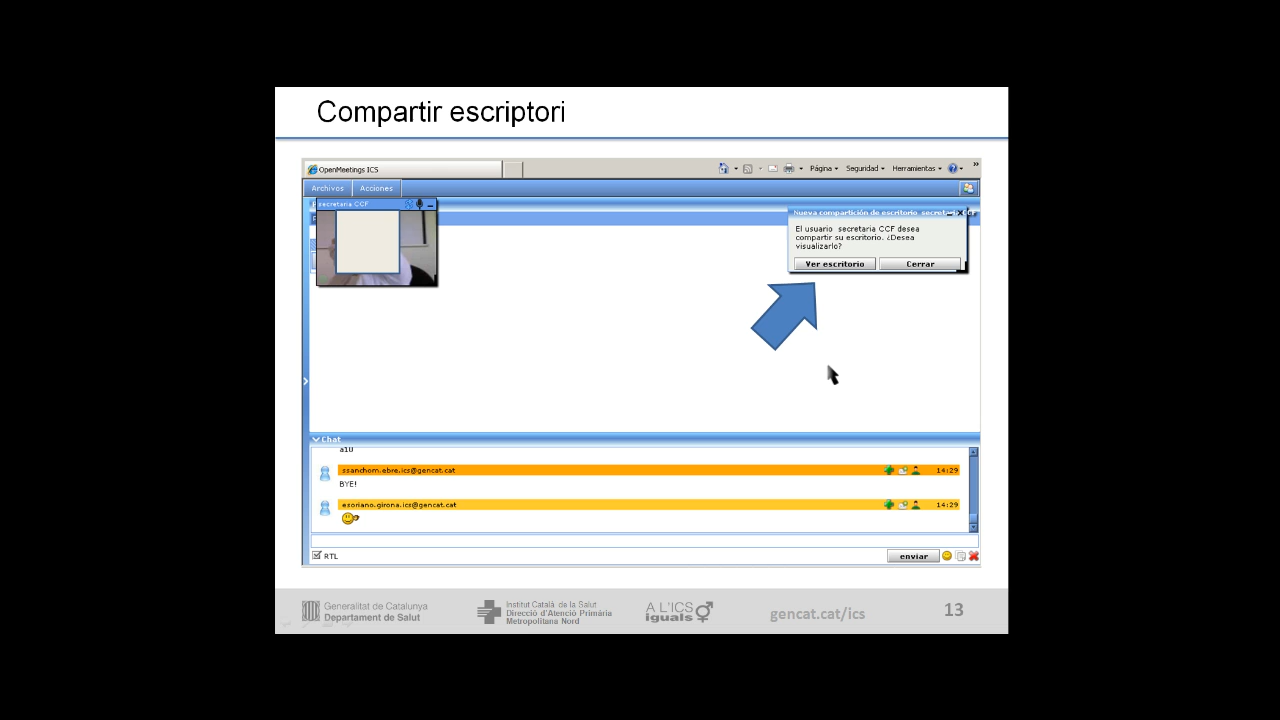 Compartir escriptori
OpenMeetings ICS
Página Seguridad Herramientas
Archivos Acciones
secretaria CCF
Nueva compartición de escritorio secretaria CCF
El usuario secretaria CCF desea
compartir su escritorio. ¿Desea
visualizarlo?
Ver escritorio Cerrar
Chat
ssanchom.ebre.ics@gencat.cat 14:29
BYE!
esoriano.girona.ics@gencat.cat 14:29
RTL enviar
Generalitat de Catalunya
Departament de Salut
Institut Català de la Salut
Direcció d'Atenció Primària
Metropolitana Nord
A L'ICS
iguals
gencat.cat/ics
13